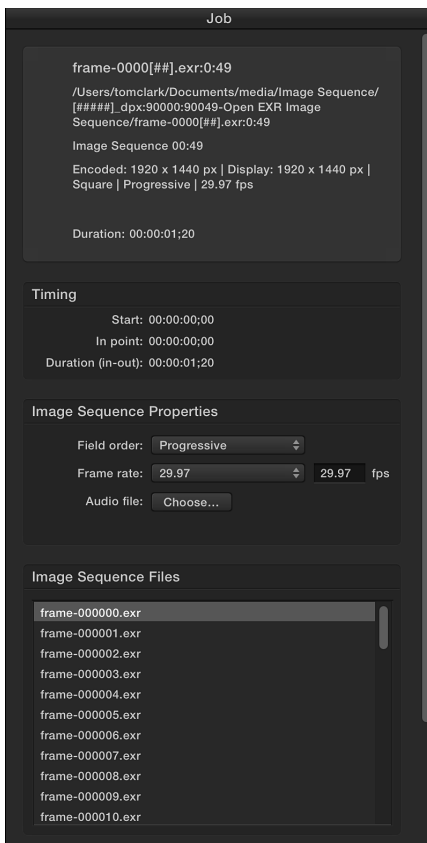 Job
frame-0000[##].exr:0:49
/Users/tomclark/Documents/media/Image Sequence/
[#####]_dpx:90000:90049-Open EXR Image
Sequence/frame-0000[##].exr:0:49
Image Sequence 00:49
Encoded: 1920 x 1440 px | Display: 1920 x 1440 px |
Square | Progressive | 29.97 fps
Duration: 00:00:01;20
Timing
Start: 00:00:00;00
In point: 00:00:00;00
Duration (in-out): 00:00:01;20
Image Sequence Properties
Field order: Progressive
Frame rate: 29.97 29.97 fps
Audio file: Choose...
Image Sequence Files
frame-000000.exr
frame-000001.exr
frame-000002.exr
frame-000003.exr
frame-000004.exr
frame-000005.exr
frame-000006.exr
frame-000007.exr
frame-000008.exr
frame-000009.exr
frame-000010.exr